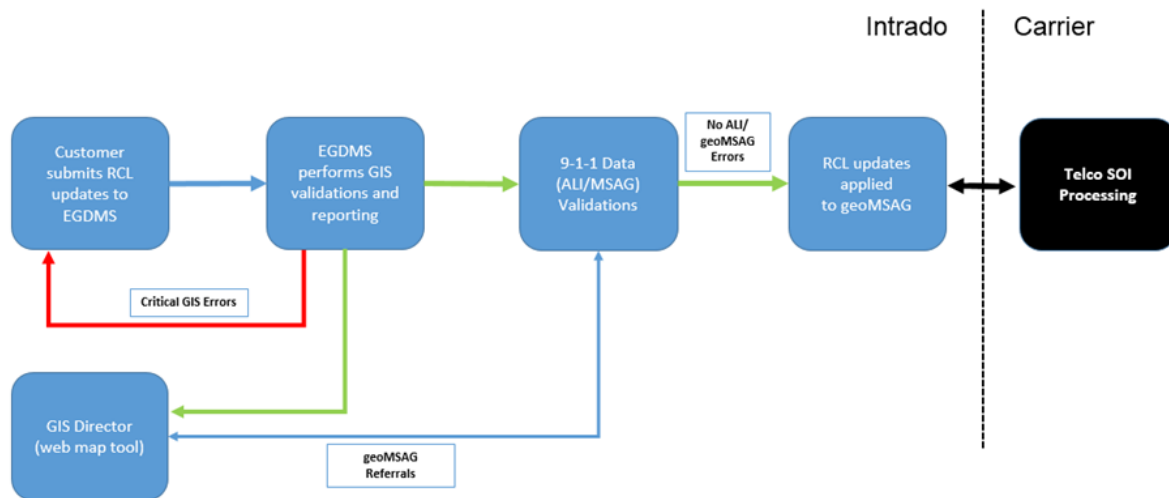 Intrado
Carrier
Customer
submits RCL
updates to
EGDMS
EGDMS
performs GIS
validations and
reporting
9-1-1 Data
(ALI/MSAG)
Validations
No ALI/
geoMSAG
Errors
RCL updates
applied
to geoMSAG
Telco SOI
Processing
Critical GIS Errors
GIS Director
(web map tool)
geoMSAG
Referrals